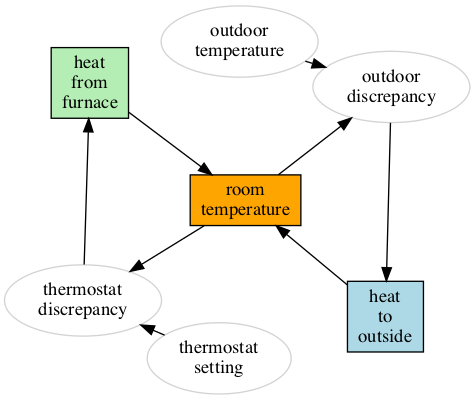 outdoor
temperature
heat
from
furnace
outdoor
discrepancy
room
temperature
thermostat
discrepancy
heat
to
outside
thermostat
setting